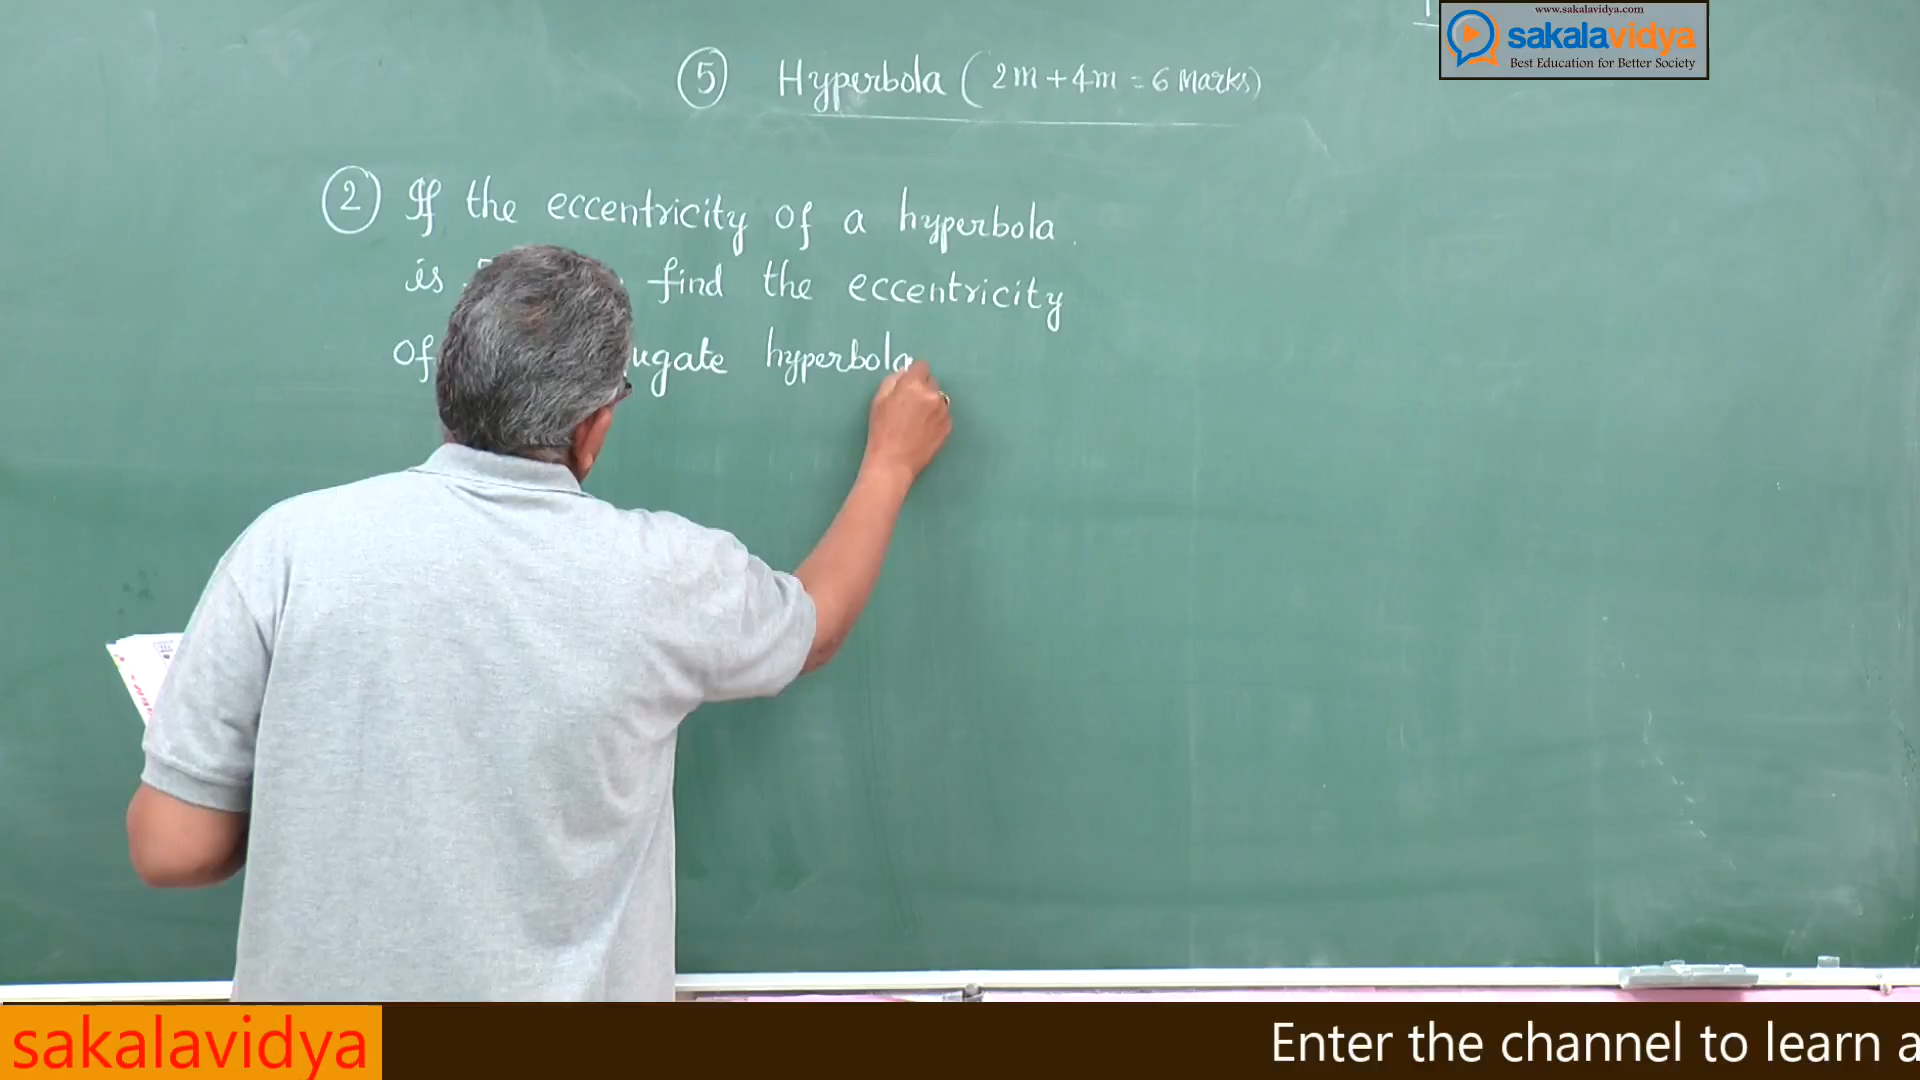 www.sakalavidya.com
sakalavidya
Best Education for Better Society
5 Hyperbola (2m+4m=6 Marks)
2 If the eccentricity of a hyperbola
is find the eccentricity
of ugate hyperbola
sakalavidya
Enter the channel to learn a